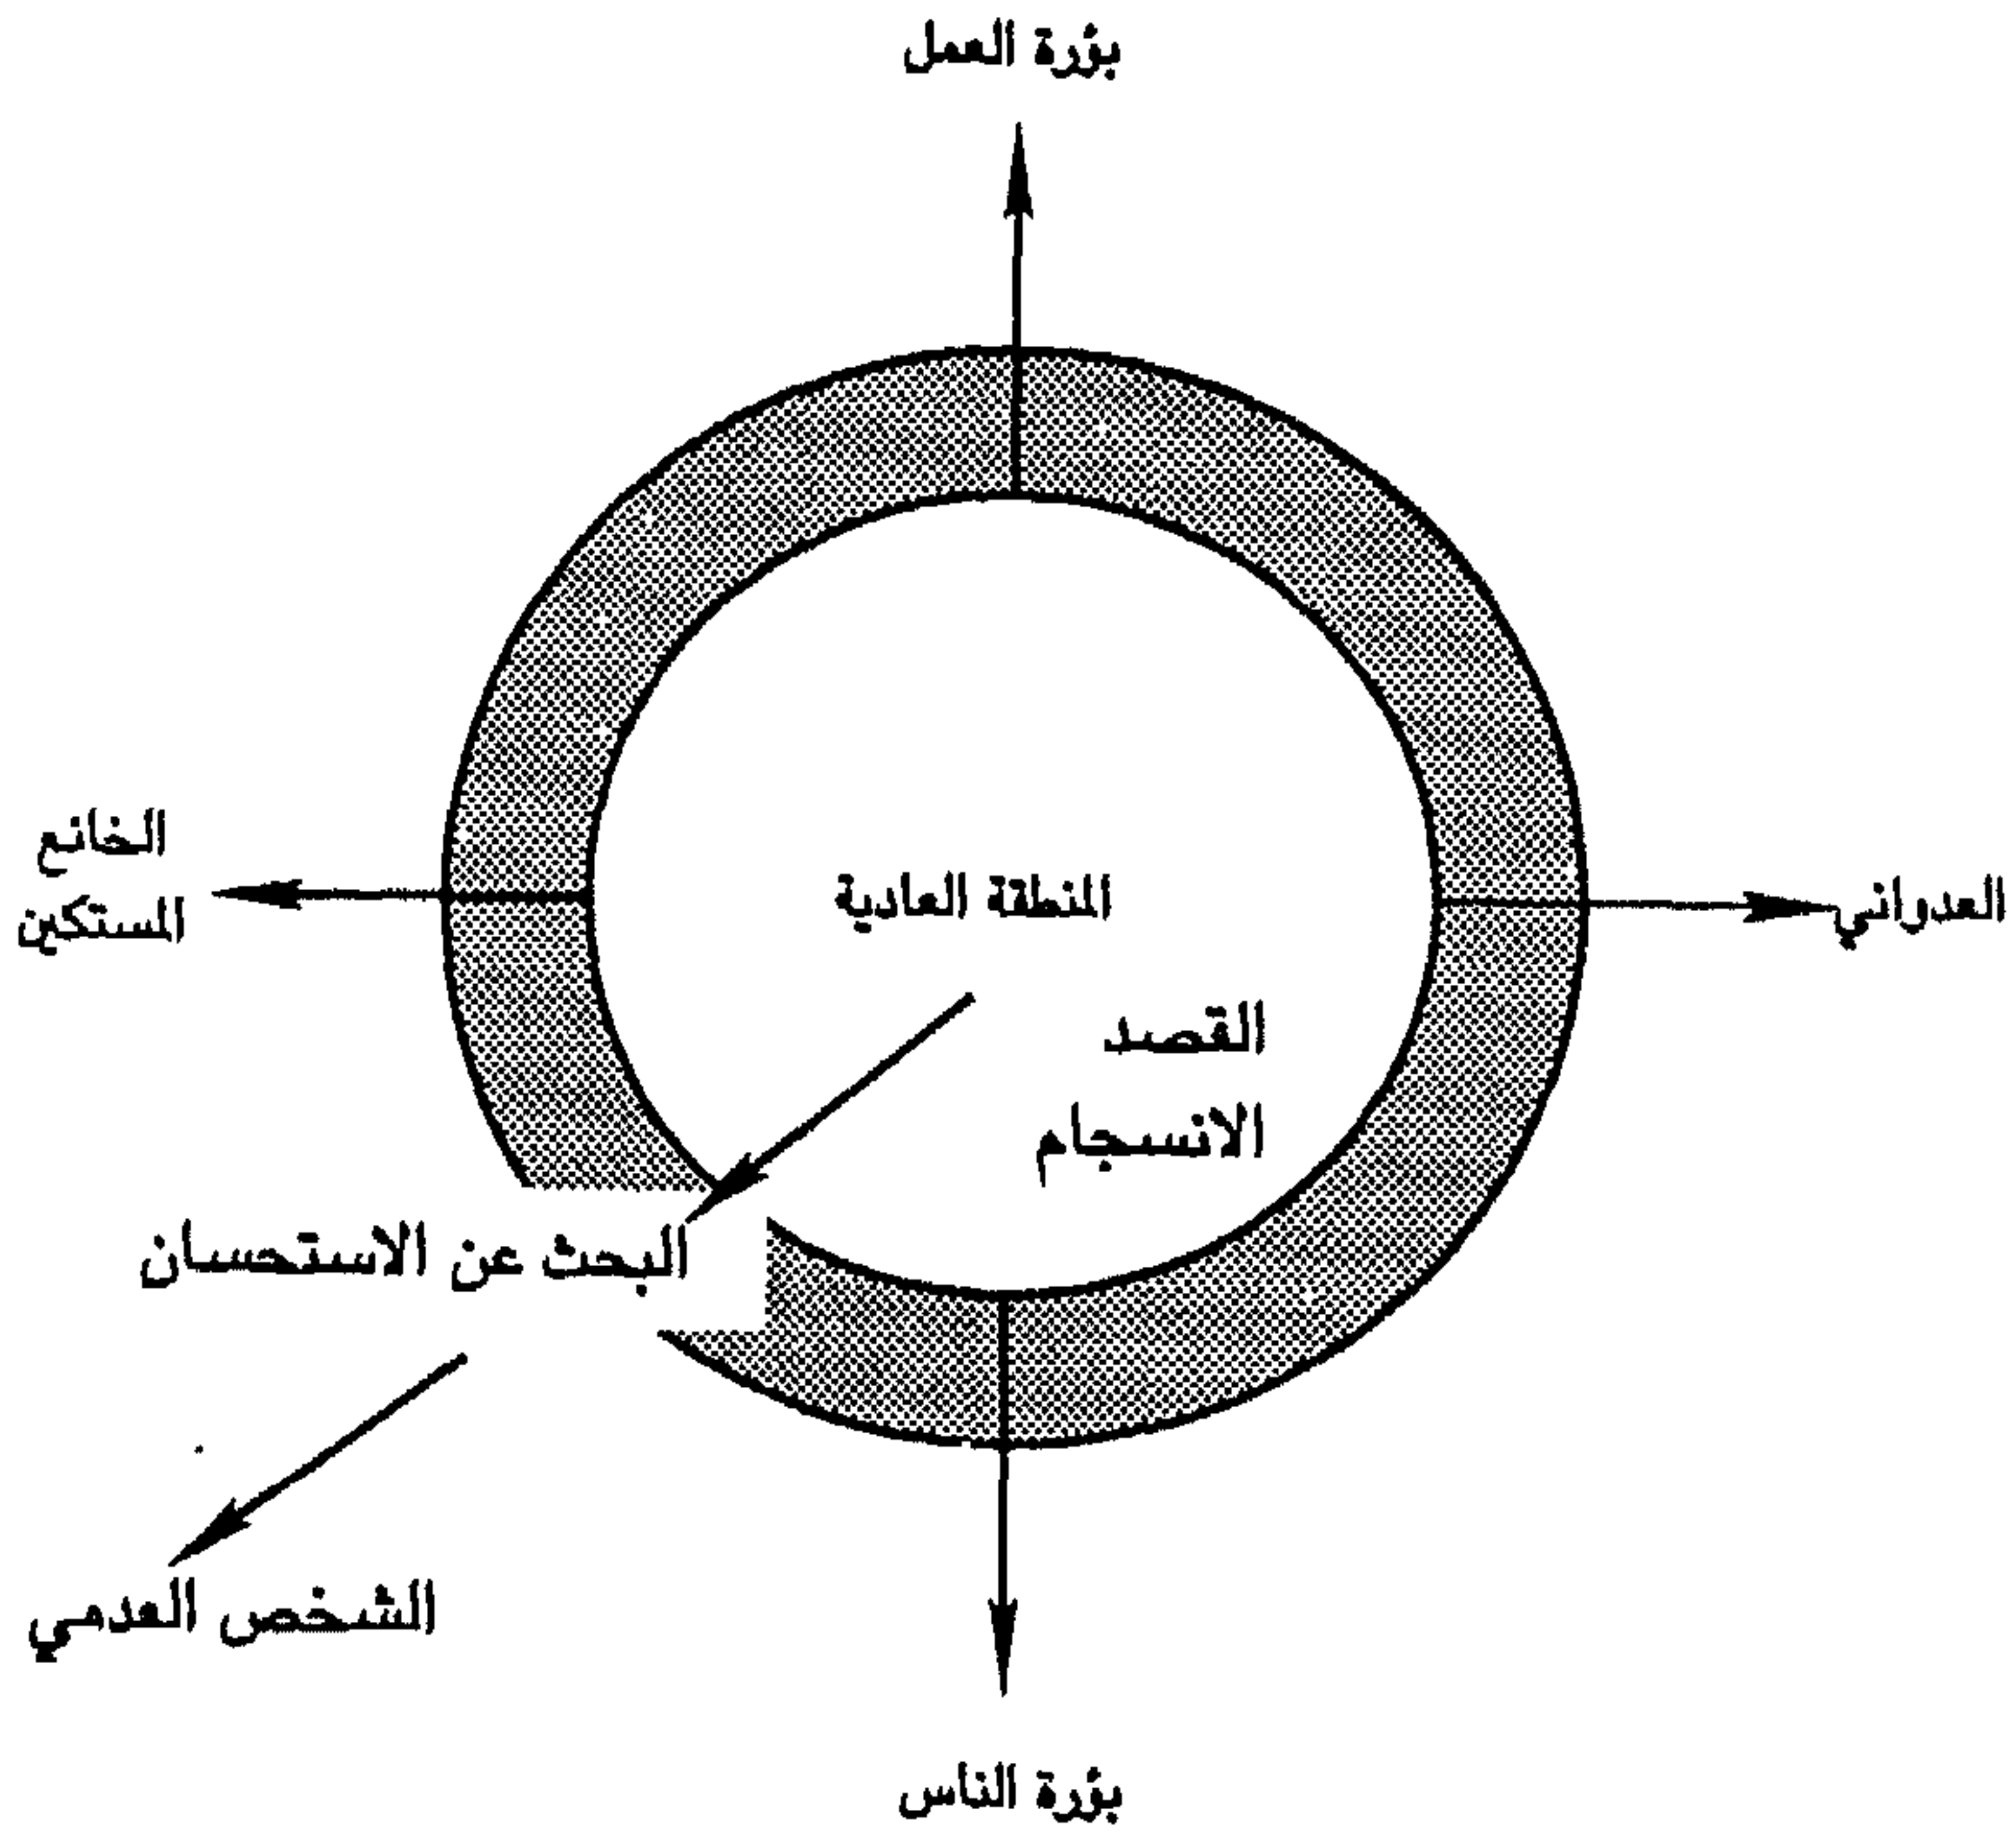 بؤرة العمل
الخانع
المستكين
المنطقة العادية
العدواني
القصد
الانسجام
البحث عن الاستحسان
الشخص العدمي
بؤرة الناس